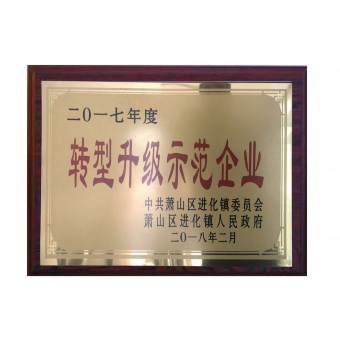 二0一七年度
转型升级示范企业
中共萧山区进化镇委员会
萧山区进化镇人民政府
二0一八年二月